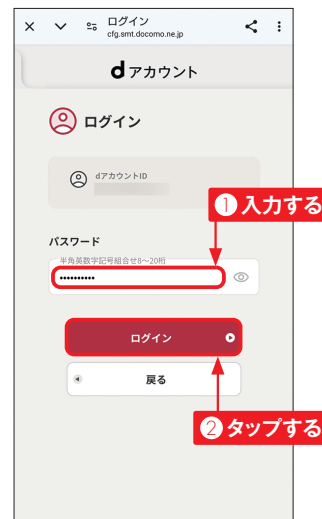 ログイン
cfg.smt.docomo.ne.jp
dアカウント
ログイン
dアカウントID
①入力する
パスワード
半角英数字記号組合せ8〜20桁
••••••••••
ログイン
戻る
②タップする